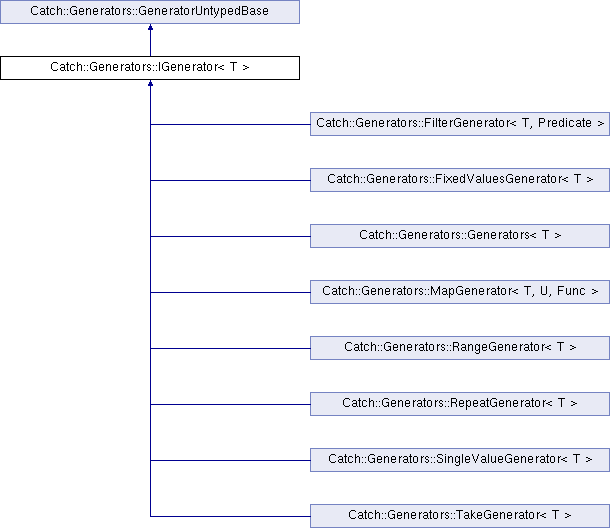 Catch::Generators::GeneratorUntypedBase
Catch::Generators::IGenerator< T >
Catch::Generators::FilterGenerator< T, Predicate >
Catch::Generators::FixedValuesGenerator< T >
Catch::Generators::Generators< T >
Catch::Generators::MapGenerator< T, U, Func >
Catch::Generators::RangeGenerator< T >
Catch::Generators::RepeatGenerator< T >
Catch::Generators::SingleValueGenerator< T >
Catch::Generators::TakeGenerator< T >